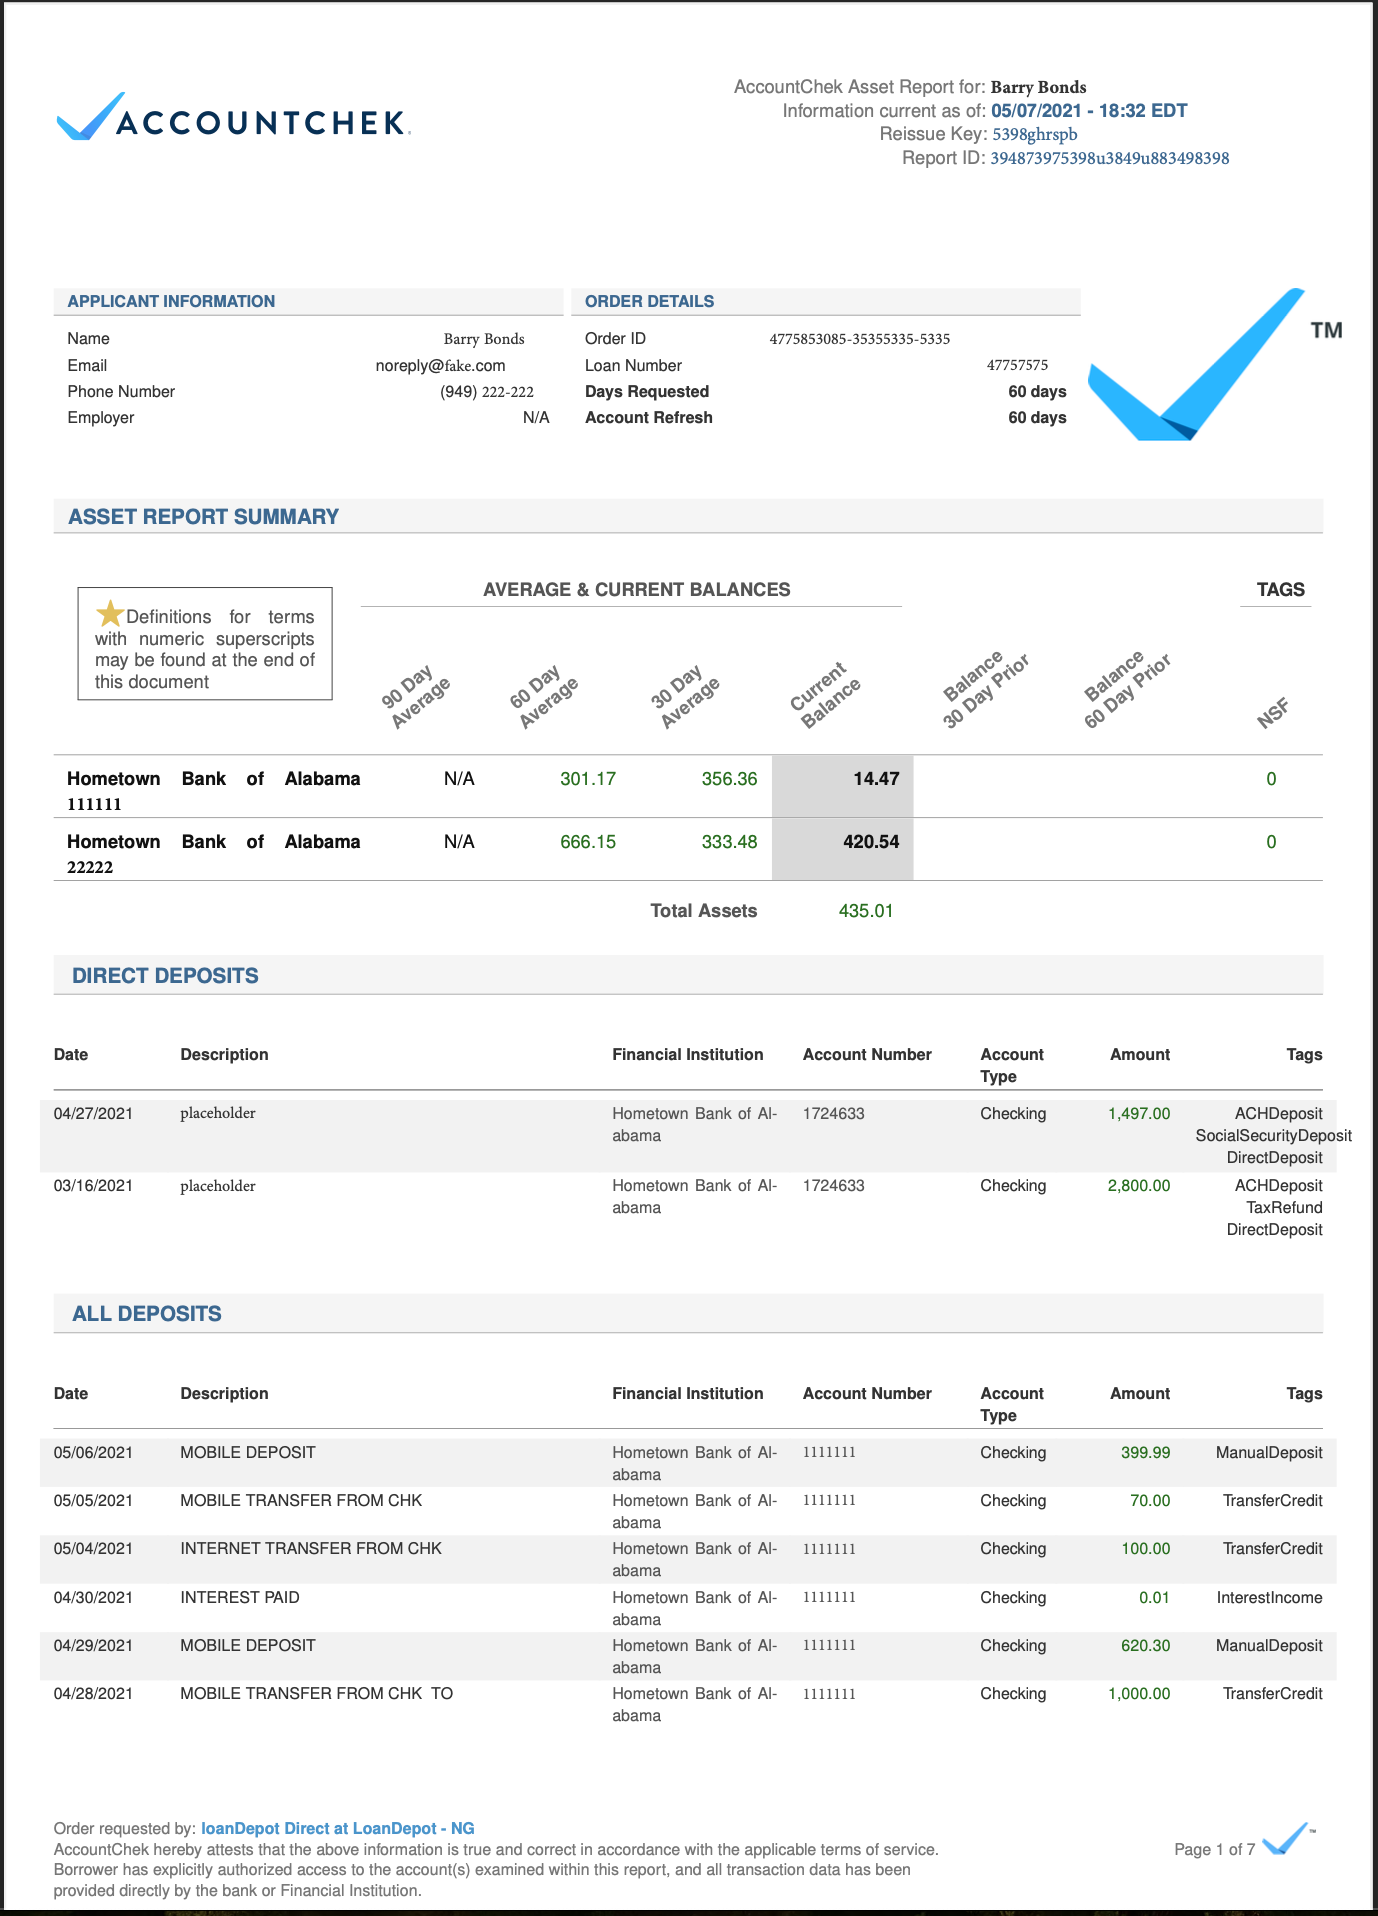 ACCOUNTCHEK.
AccountChek Asset Report for: Barry Bonds
Information current as of: 05/07/2021 - 18:32 EDT
Reissue Key: 5398ghrspb
Report ID: 394873975398u3849u883498398
APPLICANT INFORMATION
Name Barry Bonds
Email noreply@fake.com
Phone Number (949) 222-222
Employer N/A
ORDER DETAILS
Order ID 4775853085-35355335-5335
Loan Number 47757575
Days Requested 60 days
Account Refresh 60 days
TM
ASSET REPORT SUMMARY
Definitions for terms
with numeric superscripts
may be found at the end of
this document
AVERAGE & CURRENT BALANCES
TAGS
90 Day
Average
60 Day
Average
30 Day
Average
Current
Balance
Balance
30 Day Prior
Balance
60 Day Prior
NSF
Hometown Bank of Alabama N/A 301.17 356.36 14.47 0
111111
Hometown Bank of Alabama N/A 666.15 333.48 420.54 0
22222
Total Assets 435.01
DIRECT DEPOSITS
Date Description Financial Institution Account Number Account Amount Tags
Type
04/27/2021 placeholder Hometown Bank of Al- 1724633 Checking 1,497.00 ACHDeposit
abama SocialSecurityDeposit
DirectDeposit
03/16/2021 placeholder Hometown Bank of Al- 1724633 Checking 2,800.00 ACHDeposit
abama TaxRefund
DirectDeposit
ALL DEPOSITS
Date Description Financial Institution Account Number Account Amount Tags
Type
05/06/2021 MOBILE DEPOSIT Hometown Bank of Al- 1111111 Checking 399.99 ManualDeposit
abama
05/05/2021 MOBILE TRANSFER FROM CHK Hometown Bank of Al- 1111111 Checking 70.00 TransferCredit
abama
05/04/2021 INTERNET TRANSFER FROM CHK Hometown Bank of Al- 1111111 Checking 100.00 TransferCredit
abama
04/30/2021 INTEREST PAID Hometown Bank of Al- 1111111 Checking 0.01 InterestIncome
abama
04/29/2021 MOBILE DEPOSIT Hometown Bank of Al- 1111111 Checking 620.30 ManualDeposit
abama
04/28/2021 MOBILE TRANSFER FROM CHK TO Hometown Bank of Al- 1111111 Checking 1,000.00 TransferCredit
abama
Order requested by: loanDepot Direct at LoanDepot - NG
AccountChek hereby attests that the above information is true and correct in accordance with the applicable terms of service.
Borrower has explicitly authorized access to the account(s) examined within this report, and all transaction data has been
provided directly by the bank or Financial Institution.
Page 1 of 7 ™